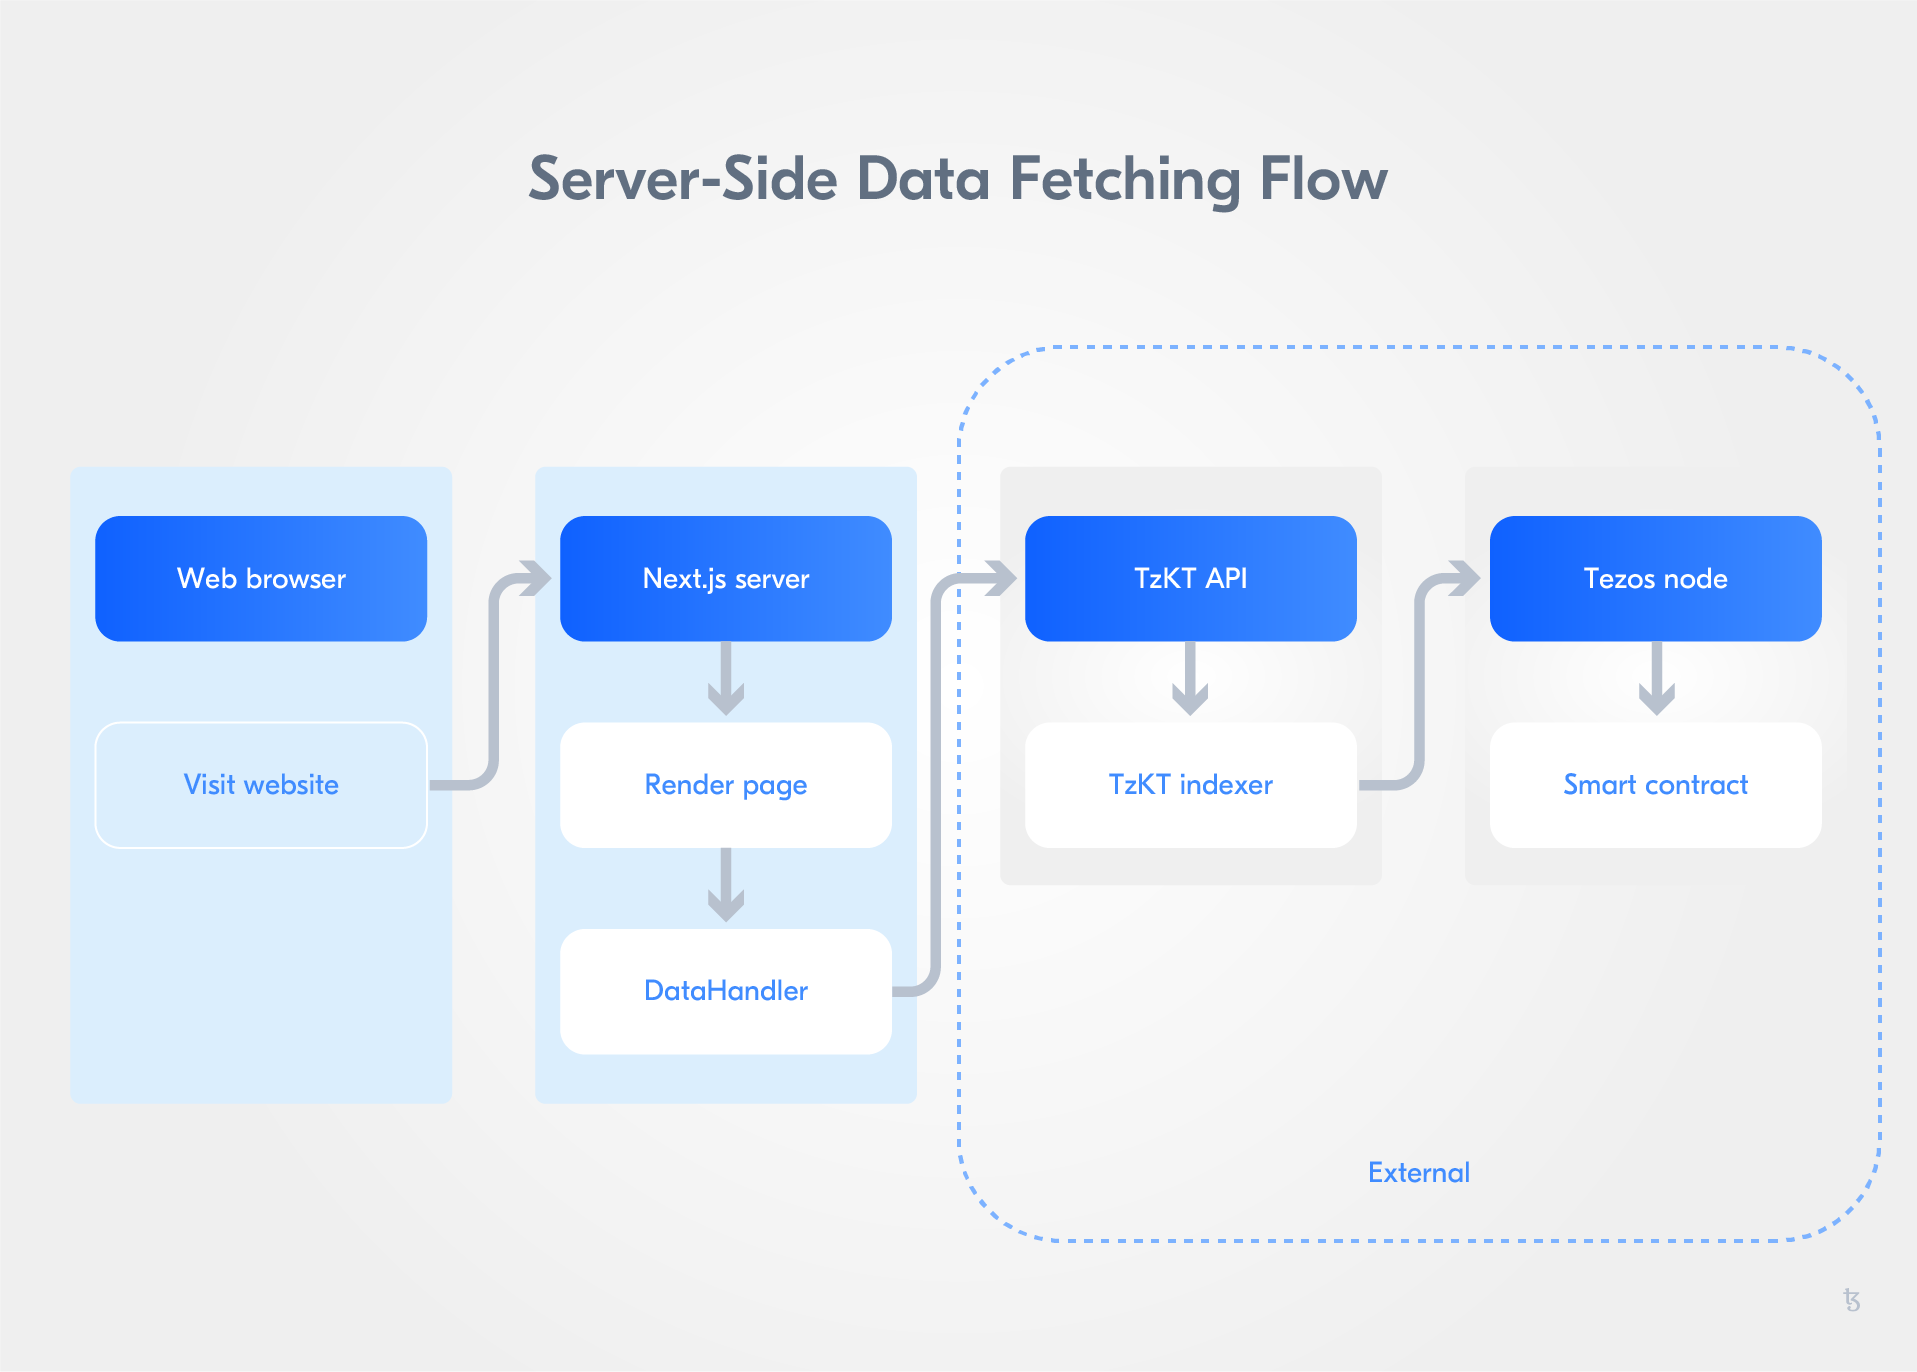 Server-Side Data Fetching Flow
Web browser
Visit website
Next.js server
Render page
DataHandler
TzKT API
TzKT indexer
Tezos node
Smart contract
External